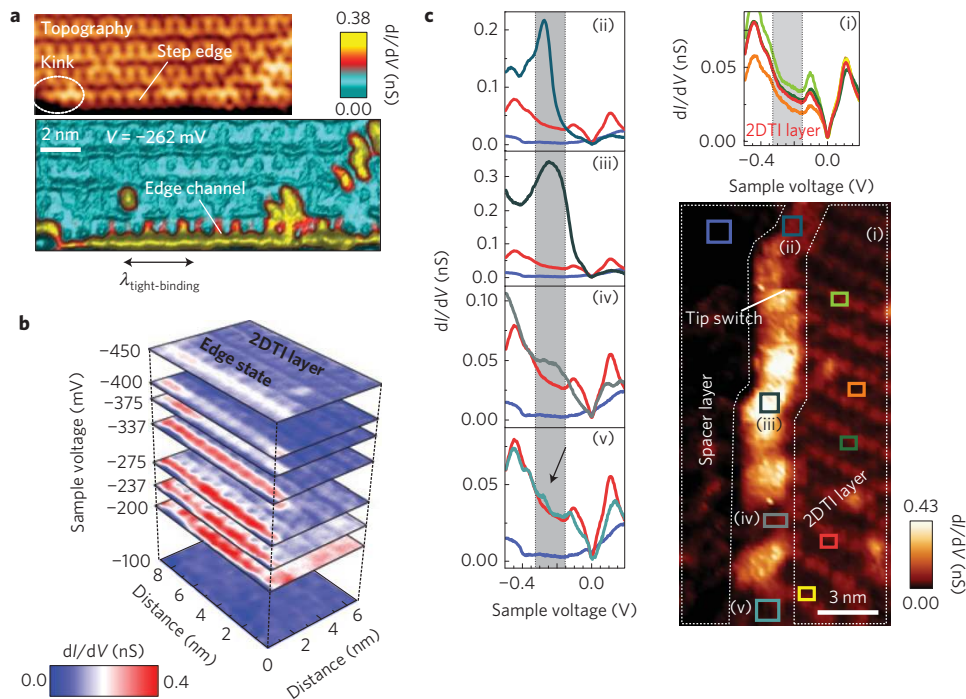 a
Topography
Kink
Step edge
0.38
0.00
dI/dV
(nS)
2 nm
V = −262 mV
Edge channel
λtight-binding
b
−450
−400
−375
−337
−275
−237
−200
−100
Sample voltage (mV)
2DTI layer
Edge state
8
6
4
2
0
Distance (nm)
2
4
6
Distance (nm)
dI/dV (nS)
0.0
0.4
c
(ii)
0.2
0.1
0.0
(iii)
0.3
0.2
0.1
0.0
(iv)
0.10
0.05
0.00
(v)
0.05
0.00
dI/dV (nS)
−0.5
0.0
Sample voltage (V)
(i)
0.05
0.00
dI/dV (nS)
2DTI layer
−0.4
0.0
Sample voltage (V)
(i)
(ii)
Tip switch
Spacer layer
(iii)
2DTI layer
(iv)
(v)
3 nm
0.43
0.00
dI/dV (nS)